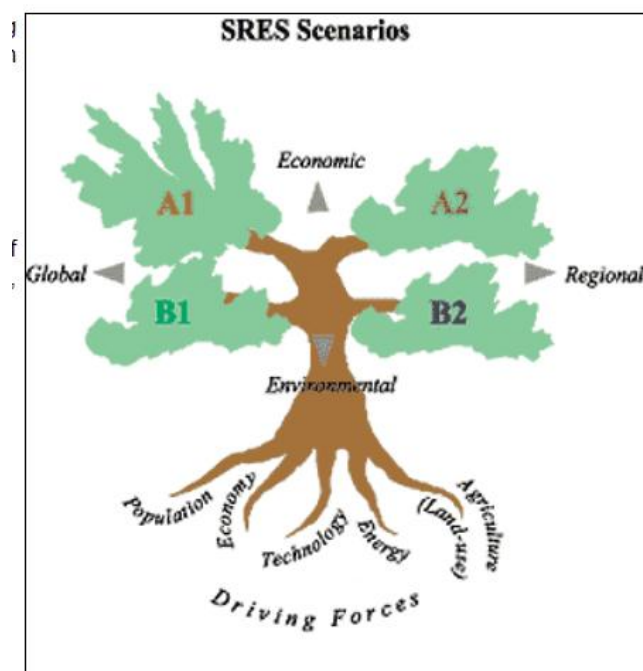 g
n
f
,
SRES Scenarios
Economic
A1
A2
Global
Regional
B1
B2
Environmental
Population
Economy
Technology
Energy
Agriculture
(Land-use)
Driving Forces